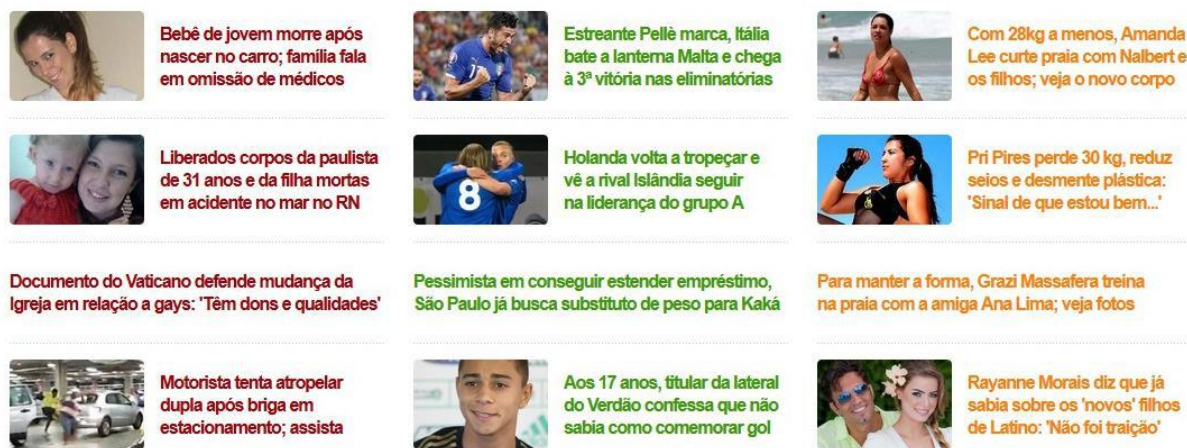 Bebê de jovem morre após
nascer no carro; família fala
em omissão de médicos
Estreante Pellè marca, Itália
bate a lanterna Malta e chega
à 3ª vitória nas eliminatórias
Com 28kg a menos, Amanda
Lee curte praia com Nalbert e
os filhos; veja o novo corpo
Liberados corpos da paulista
de 31 anos e da filha mortas
em acidente no mar no RN
Holanda volta a tropeçar e
vê a rival Islândia seguir
na liderança do grupo A
Pri Pires perde 30 kg, reduz
seios e desmente plástica:
'Sinal de que estou bem...'
Documento do Vaticano defende mudança da
Igreja em relação a gays: 'Têm dons e qualidades'
Pessimista em conseguir estender empréstimo,
São Paulo já busca substituto de peso para Kaká
Para manter a forma, Grazi Massafera treina
na praia com a amiga Ana Lima; veja fotos
Motorista tenta atropelar
dupla após briga em
estacionamento; assista
Aos 17 anos, titular da lateral
do Verdão confessa que não
sabia como comemorar gol
Rayanne Morais diz que já
sabia sobre os 'novos' filhos
de Latino: 'Não foi traição'
8